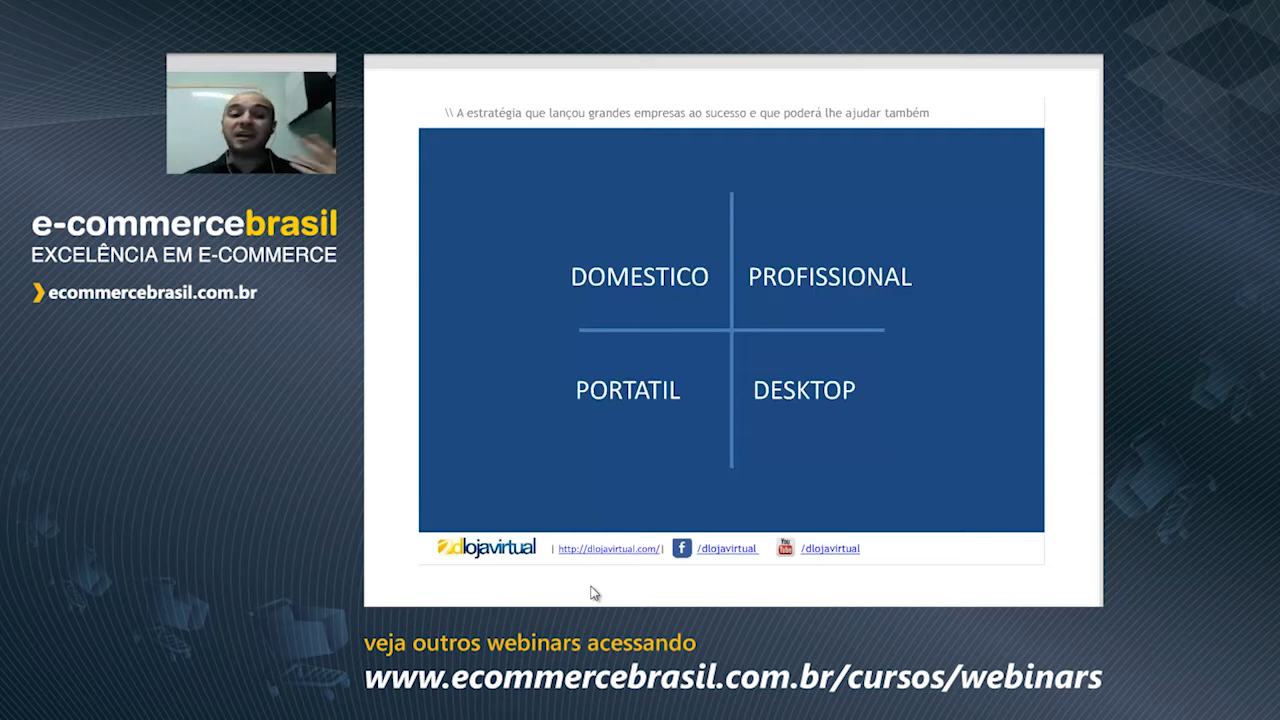 \\ A estratégia que lançou grandes empresas ao sucesso e que poderá lhe ajudar também
e-commercebrasil
EXCELÊNCIA EM E-COMMERCE
ecommercebrasil.com.br
DOMESTICO
PROFISSIONAL
PORTATIL
DESKTOP
dlojavirtual | http://dlojavirtual.com/| f /dlojavirtual You Tube /dlojavirtual
veja outros webinars acessando
www.ecommercebrasil.com.br/cursos/webinars